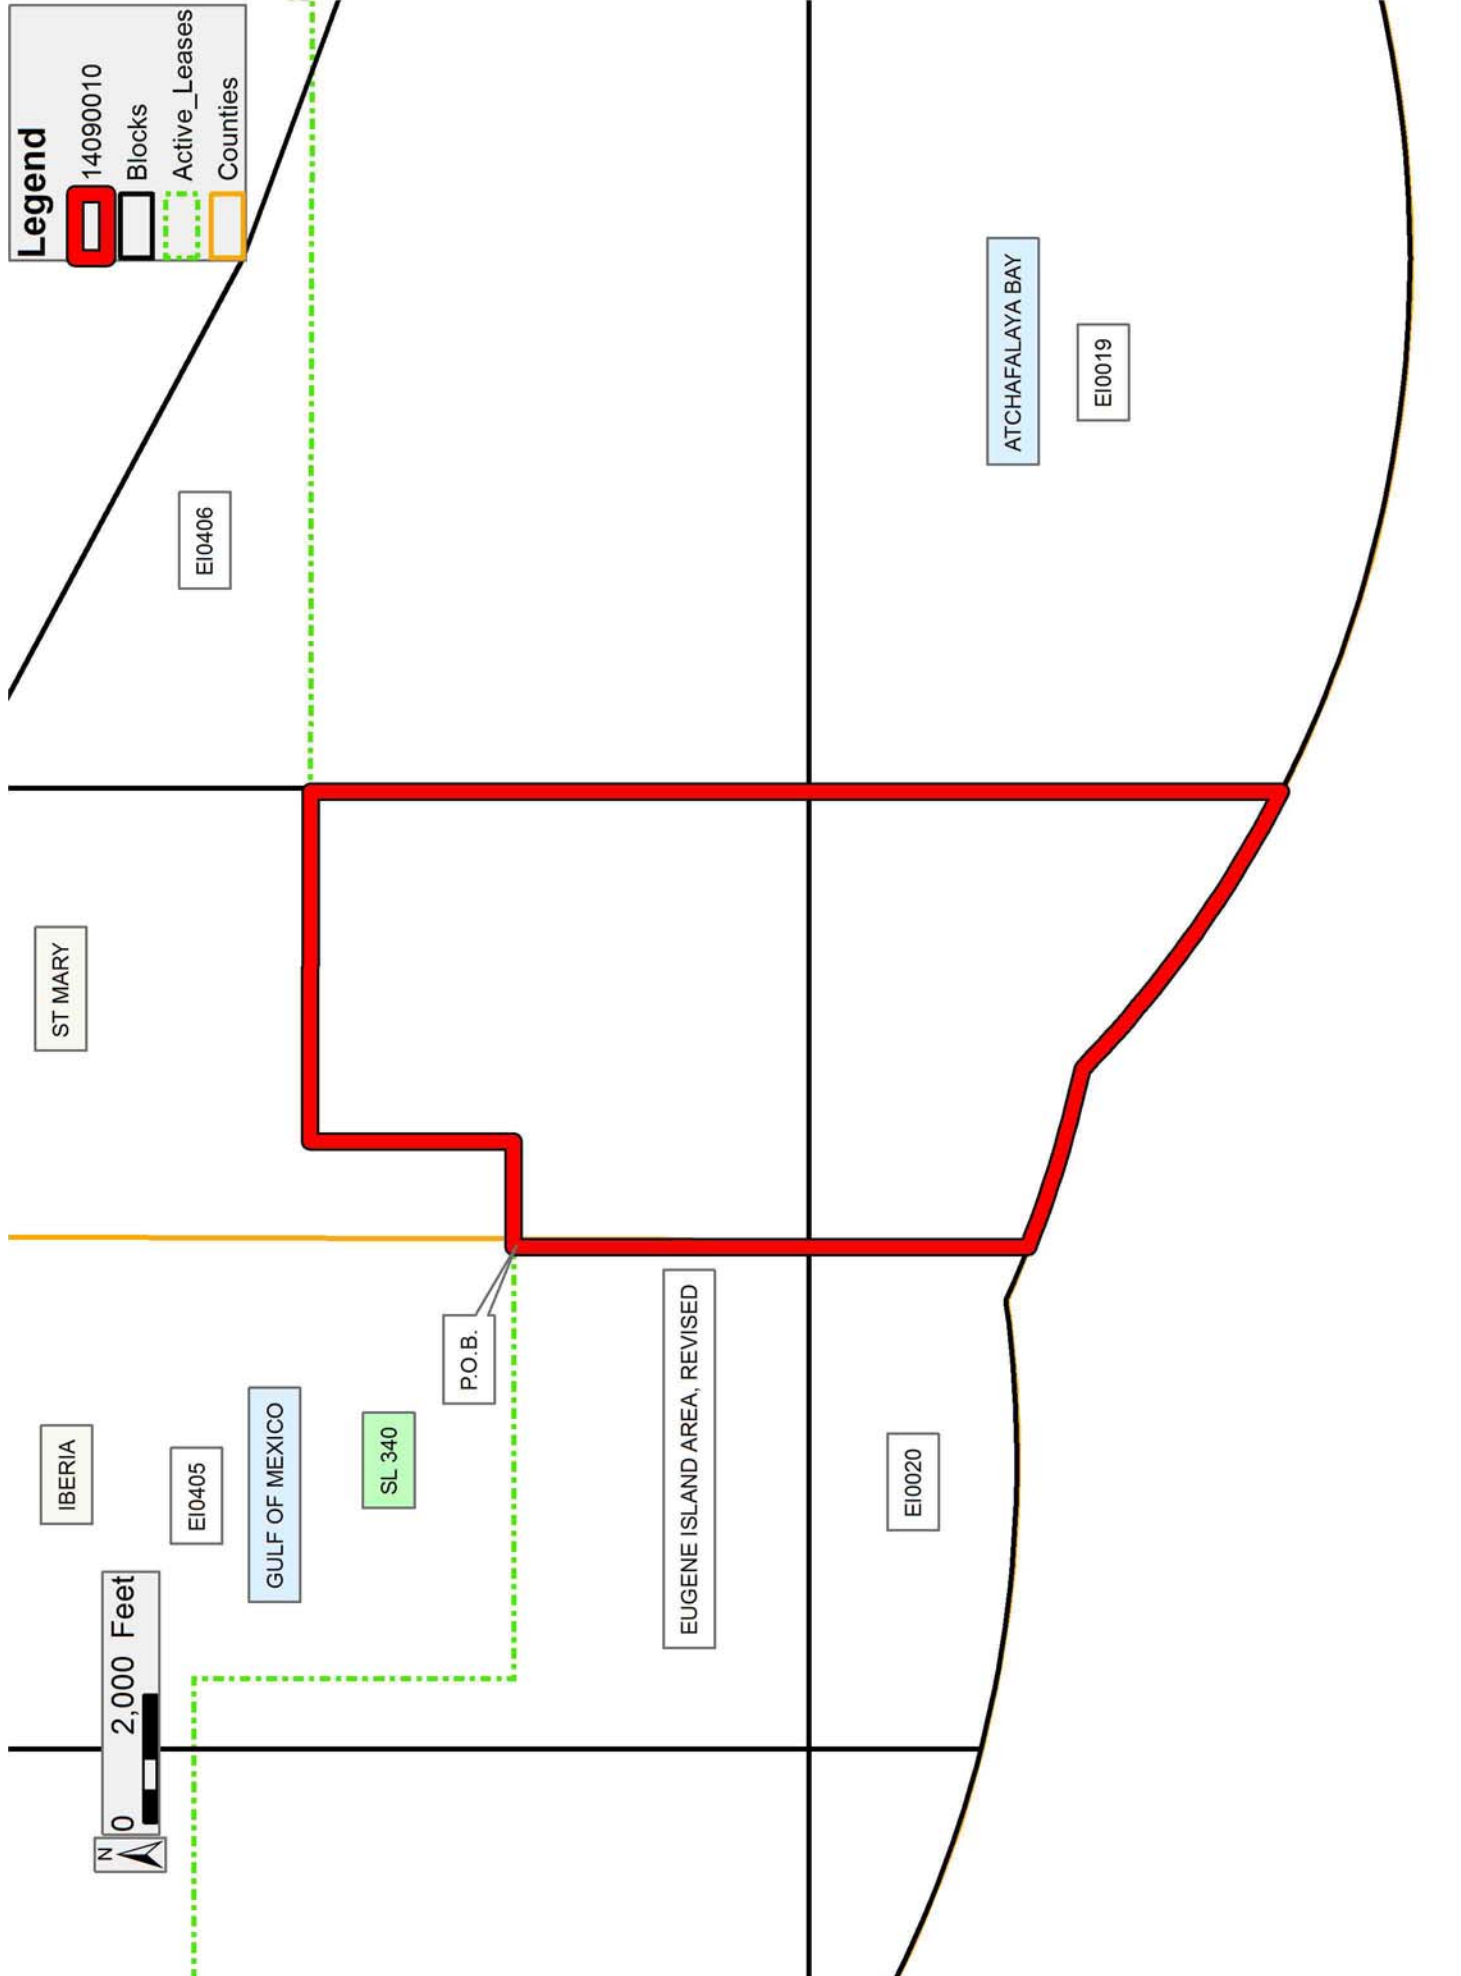 Legend
14090010
Blocks
Active_Leases
Counties
ST MARY
IBERIA
EI0406
EI0405
GULF OF MEXICO
SL 340
P.O.B.
EUGENE ISLAND AREA, REVISED
EI0020
ATCHAFALAYA BAY
EI0019
N
0 2,000 Feet